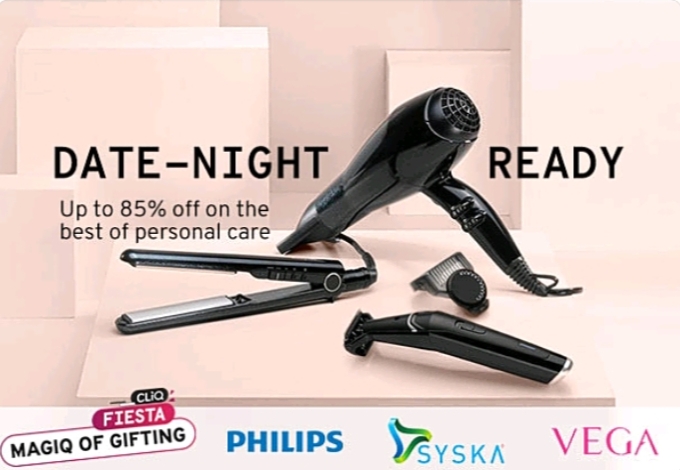 DATE-NIGHT READY
Up to 85% off on the
best of personal care
CLiQ
FIESTA
MAGIQ OF GIFTING
PHILIPS
SYSKA
VEGA